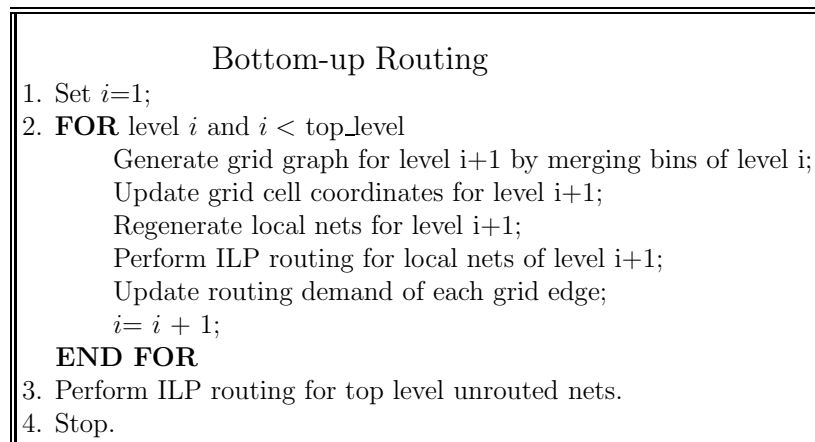 Bottom-up Routing
1. Set i=1;
2. FOR level i and i < top_level
Generate grid graph for level i+1 by merging bins of level i;
Update grid cell coordinates for level i+1;
Regenerate local nets for level i+1;
Perform ILP routing for local nets of level i+1;
Update routing demand of each grid edge;
i= i + 1;
END FOR
3. Perform ILP routing for top level unrouted nets.
4. Stop.